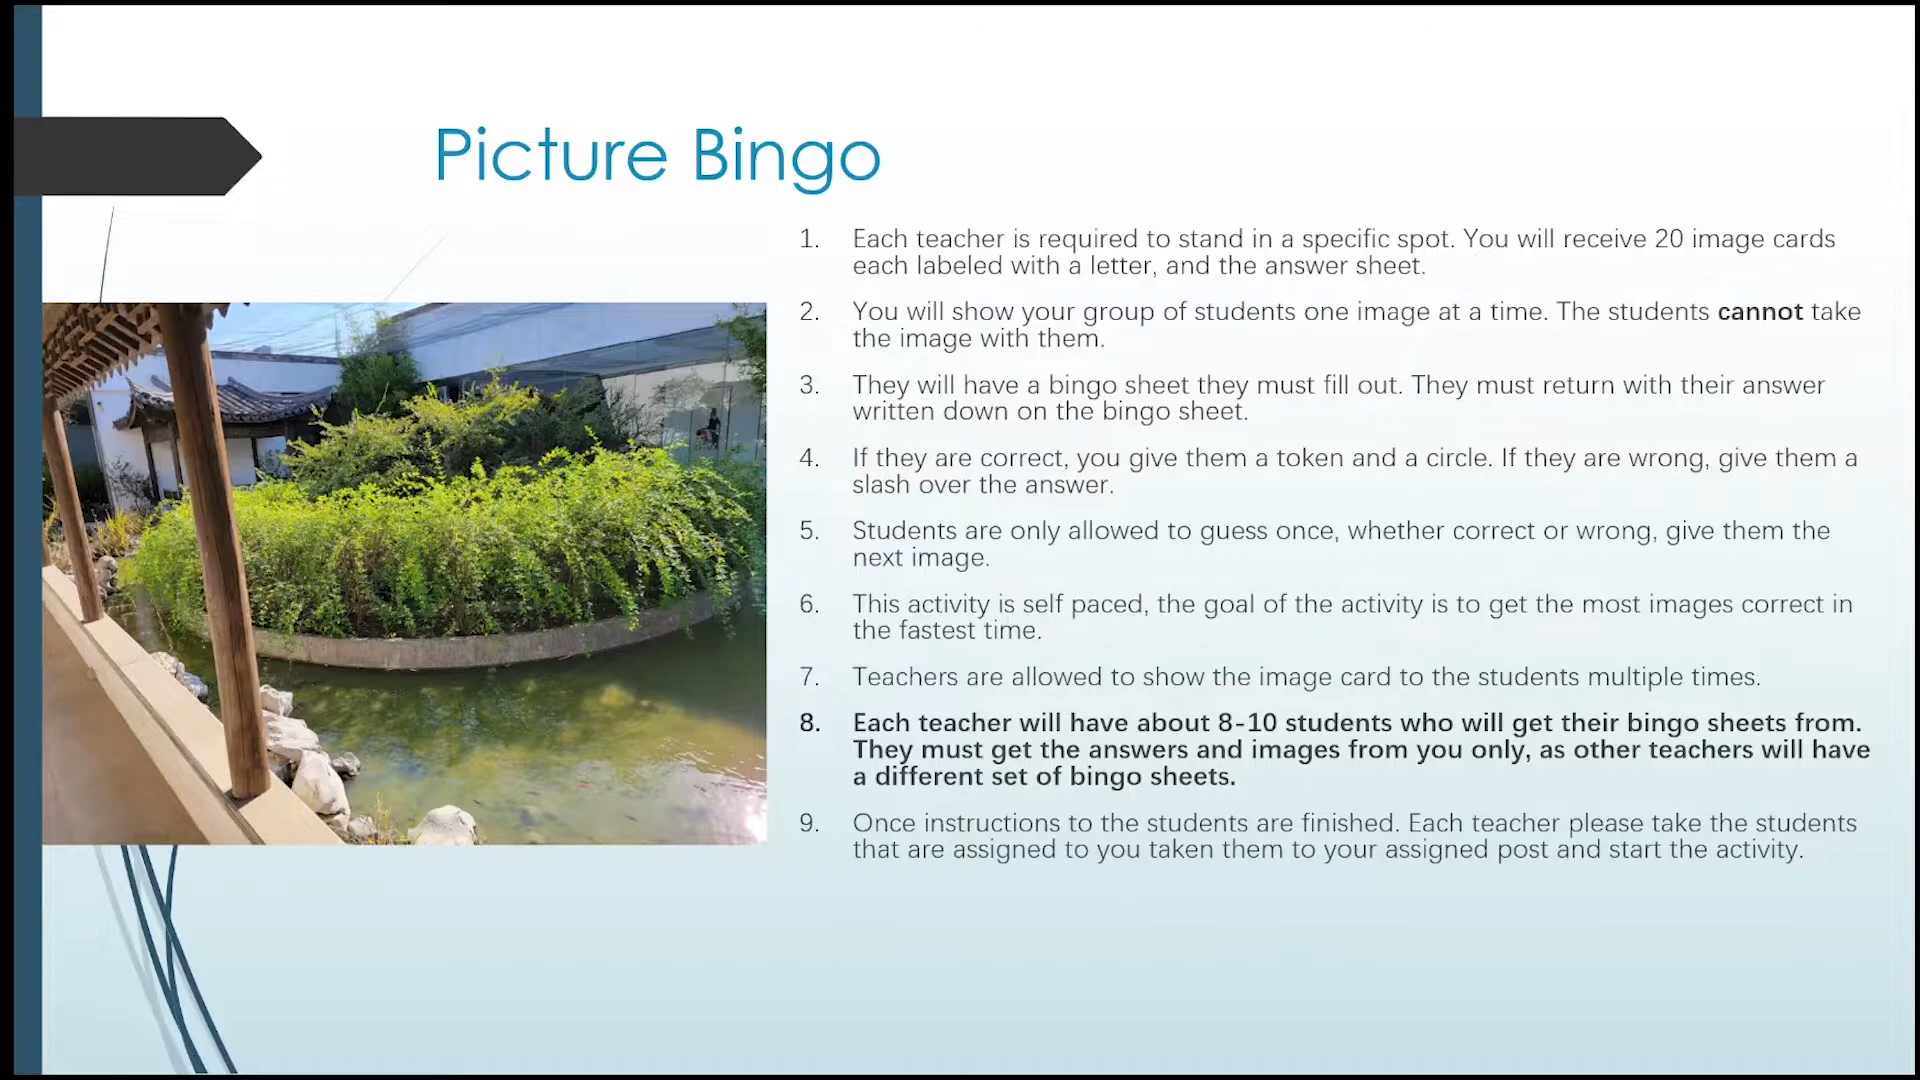 Picture Bingo
1. Each teacher is required to stand in a specific spot. You will receive 20 image cards
each labeled with a letter, and the answer sheet.
2. You will show your group of students one image at a time. The students cannot take
the image with them.
3. They will have a bingo sheet they must fill out. They must return with their answer
written down on the bingo sheet.
4. If they are correct, you give them a token and a circle. If they are wrong, give them a
slash over the answer.
5. Students are only allowed to guess once, whether correct or wrong, give them the
next image.
6. This activity is self paced, the goal of the activity is to get the most images correct in
the fastest time.
7. Teachers are allowed to show the image card to the students multiple times.
8. Each teacher will have about 8-10 students who will get their bingo sheets from.
They must get the answers and images from you only, as other teachers will have
a different set of bingo sheets.
9. Once instructions to the students are finished. Each teacher please take the students
that are assigned to you taken them to your assigned post and start the activity.